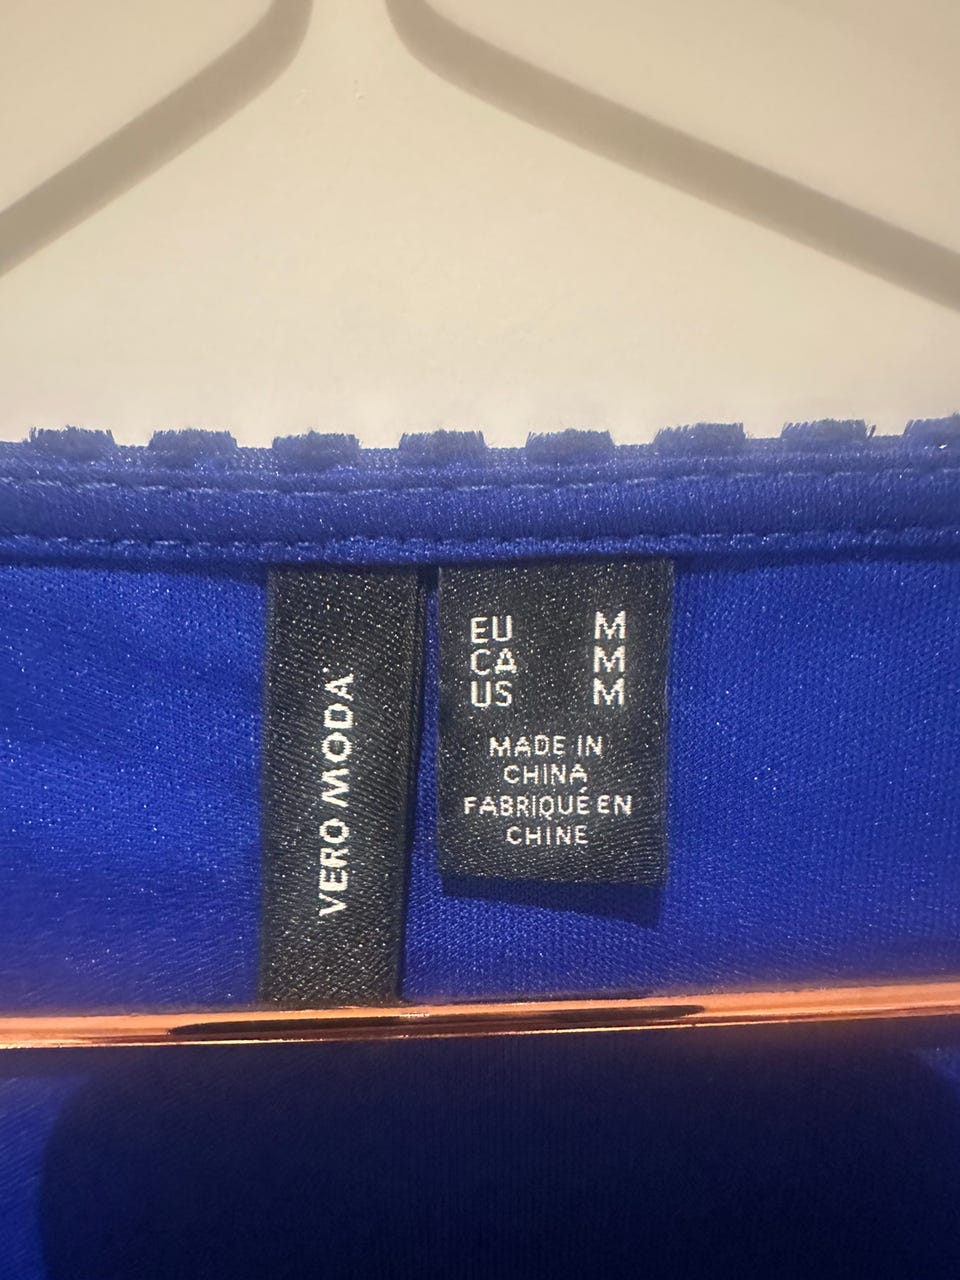 VERO MODA
EU M
CA M
US M
MADE IN
CHINA
FABRIQUÉ EN
CHINE